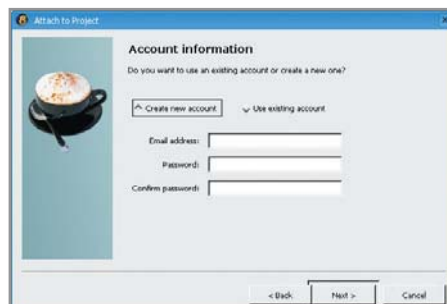 Attach to Project
Account information
Do you want to use an existing account or create a new one?
Create new account
Use existing account
Email address:
Password:
Confirm password:
< Back
Next >
Cancel